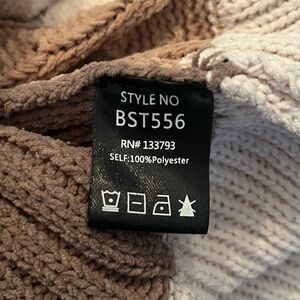 STYLE NO
BST556
RN# 133793
SELF:100%Polyester